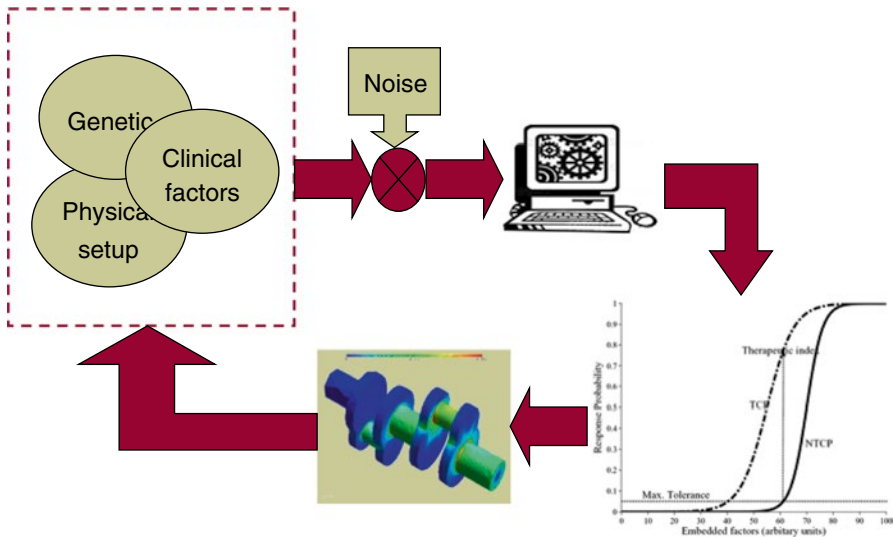 Genetic
Clinical
factors
Physical
setup
Noise
Response Probability
1
0.9
0.8
0.7
0.6
0.5
0.4
0.3
0.2
0.1
0
Therapeutic index
TCP
NTCP
Max. Tolerance
0 10 20 30 40 50 60 70 80 90 100
Embedded factors (arbitary units)